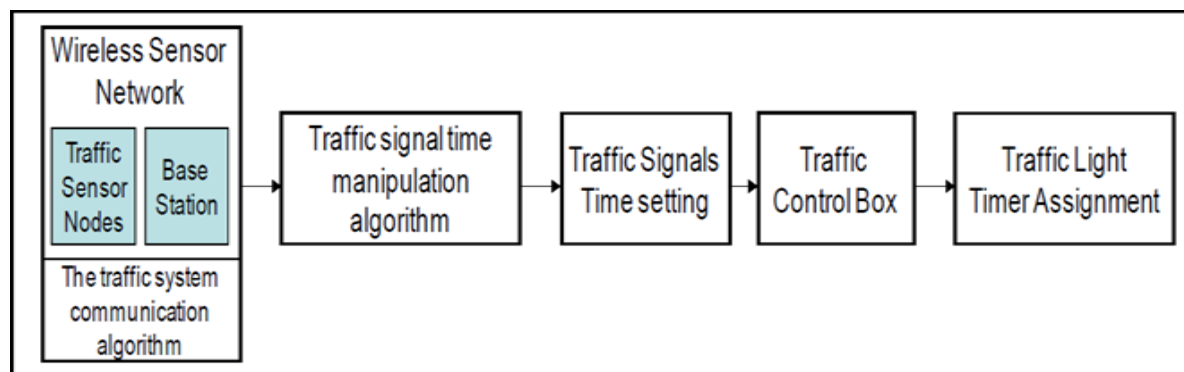 Wireless Sensor
Network
Traffic
Sensor
Nodes
Base
Station
The traffic system
communication
algorithm
Traffic signal time
manipulation
algorithm
Traffic Signals
Time setting
Traffic
Control Box
Traffic Light
Timer Assignment